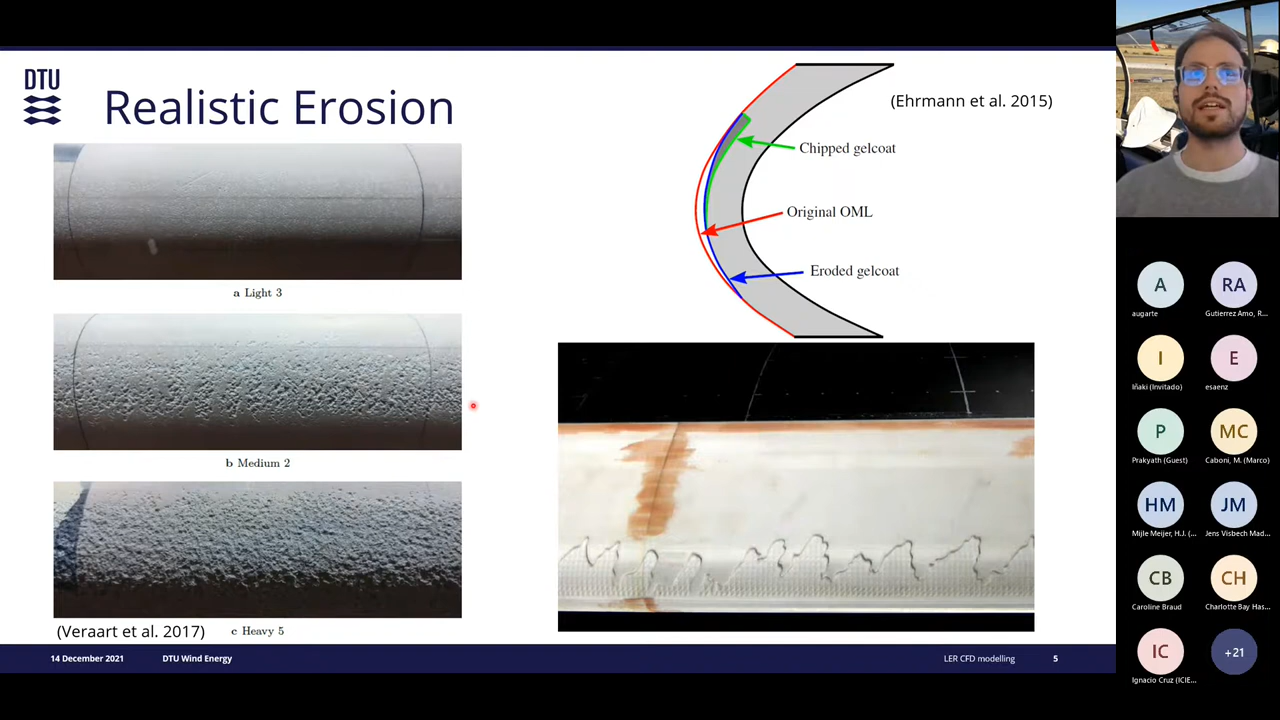 DTU
Realistic Erosion
a Light 3
b Medium 2
(Veraart et al. 2017)
c Heavy 5
(Ehrmann et al. 2015)
Chipped gelcoat
Original OML
Eroded gelcoat
14 December 2021
DTU Wind Energy
LER CFD modelling
5
A
RA
augarte
Gutierrez Amo, R...
I
E
Iñaki (Invitado)
esaenz
P
MC
Prakyath (Guest)
Caboni, M. (Marco)
HM
JM
Mijle Meijer, H.J. (...
Jens Visbech Mad...
CB
CH
Caroline Braud
Charlotte Bay Has...
IC
+21
Ignacio Cruz (ICIE...